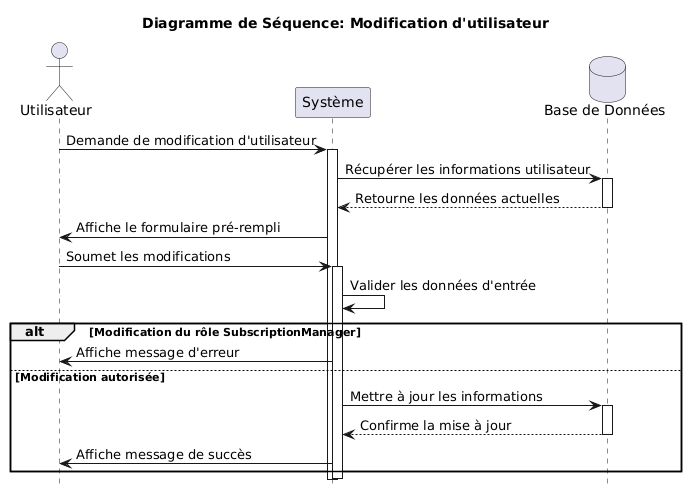 Diagramme de Séquence: Modification d'utilisateur
Utilisateur
Système
Base de Données
Demande de modification d'utilisateur
Récupérer les informations utilisateur
Retourne les données actuelles
Affiche le formulaire pré-rempli
Soumet les modifications
Valider les données d'entrée
alt [Modification du rôle SubscriptionManager]
Affiche message d'erreur
[Modification autorisée]
Mettre à jour les informations
Confirme la mise à jour
Affiche message de succès